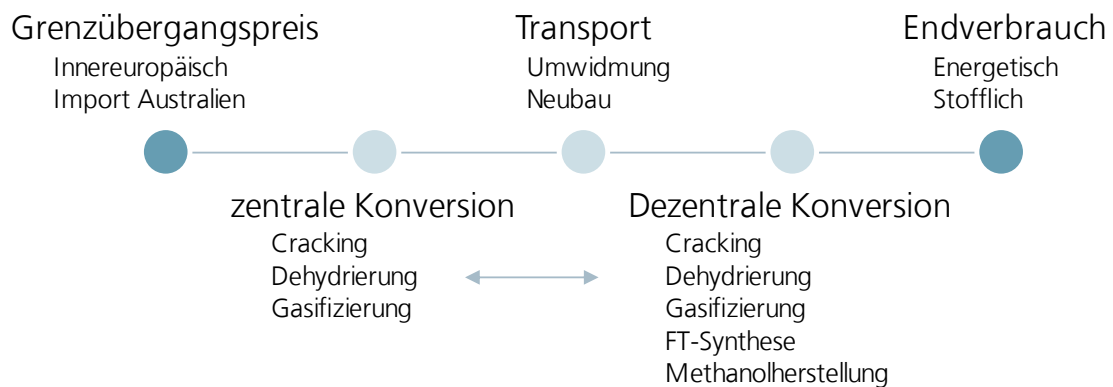 Grenzübergangspreis
Innereuropäisch
Import Australien
Transport
Umwidmung
Neubau
Endverbrauch
Energetisch
Stofflich
zentrale Konversion
Cracking
Dehydrierung
Gasifizierung
Dezentrale Konversion
Cracking
Dehydrierung
Gasifizierung
FT-Synthese
Methanolherstellung